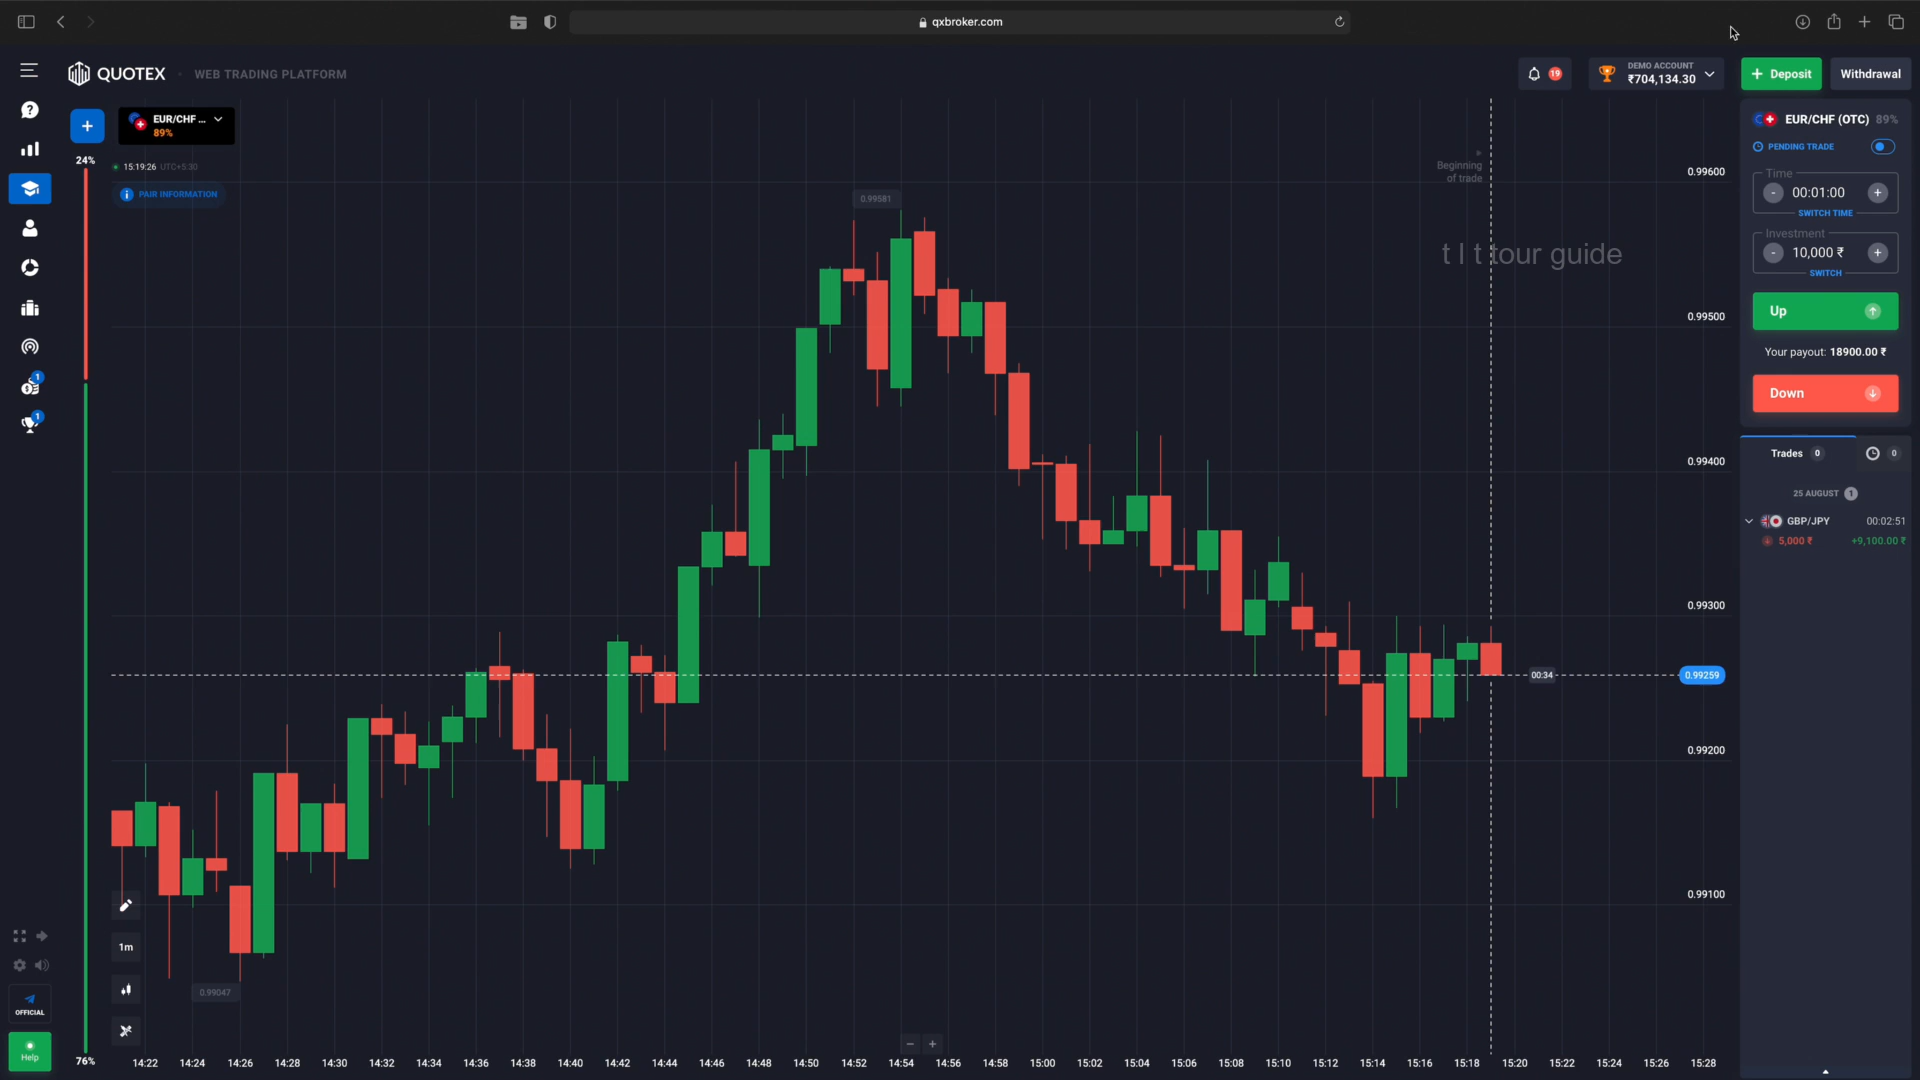 qxbroker.com
QUOTEX · WEB TRADING PLATFORM
19
DEMO ACCOUNT
₹704,134.30
+ Deposit
Withdrawal
+
EUR/CHF ...
89%
24%
15:19:26 UTC+5:30
PAIR INFORMATION
Beginning
of trade
t l t tour guide
0.99581
0.99047
0.99600
0.99500
0.99400
0.99300
0.99259
0.99200
0.99100
00:34
EUR/CHF (OTC) 89%
PENDING TRADE
Time
- 00:01:00 +
SWITCH TIME
Investment
- 10,000 ₹ +
SWITCH
Up
Your payout: 18900.00 ₹
Down
Trades 0
0
25 AUGUST 1
GBP/JPY 00:02:51
5,000 ₹ +9,100.00 ₹
1
1
1m
OFFICIAL
Help
76%
− +
14:22 14:24 14:26 14:28 14:30 14:32 14:34 14:36 14:38 14:40 14:42 14:44 14:46 14:48 14:50 14:52 14:54 14:56 14:58 15:00 15:02 15:04 15:06 15:08 15:10 15:12 15:14 15:16 15:18 15:20 15:22 15:24 15:26 15:28